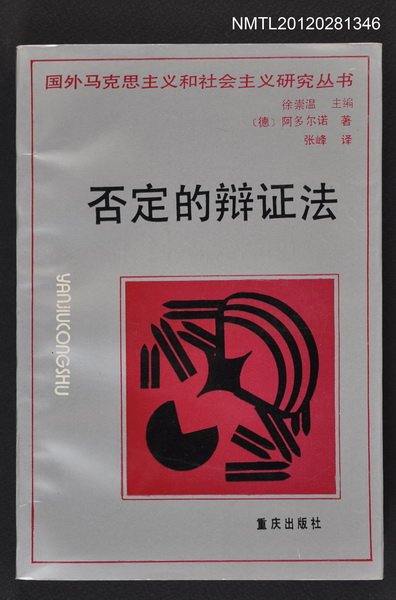 NMTL20120281346
国外马克思主义和社会主义研究丛书
徐崇温 主编
〔德〕阿多尔诺 著
张峰 译
否定的辩证法
YANJIUCONGSHU
重庆出版社